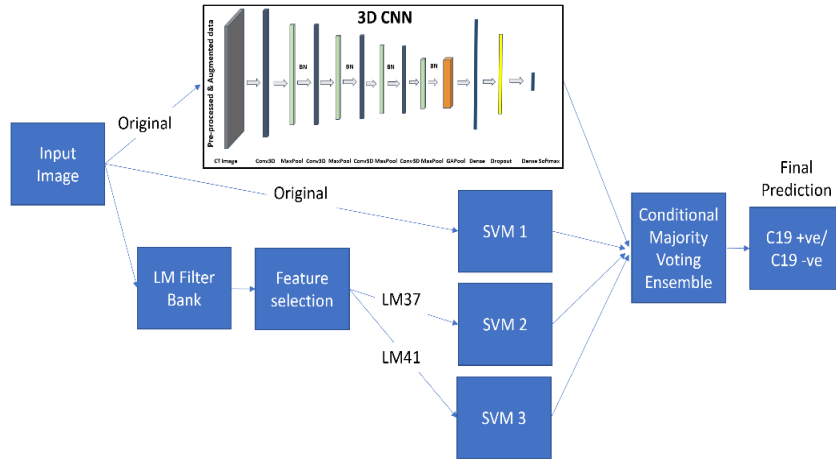 3D CNN
Pre-processed & Augmented data
BN
BN
BN
CT Image
Conv3D
MaxPool
Conv3D
MaxPool
Conv3D
MaxPool
Conv3D
MaxPool
GAPool
Dense
Dropout
Dense Softmax
Original
Input
Image
Original
LM Filter
Bank
Feature
selection
LM37
LM41
SVM 1
SVM 2
SVM 3
Conditional
Majority
Voting
Ensemble
Final
Prediction
C19 +ve/
C19 -ve